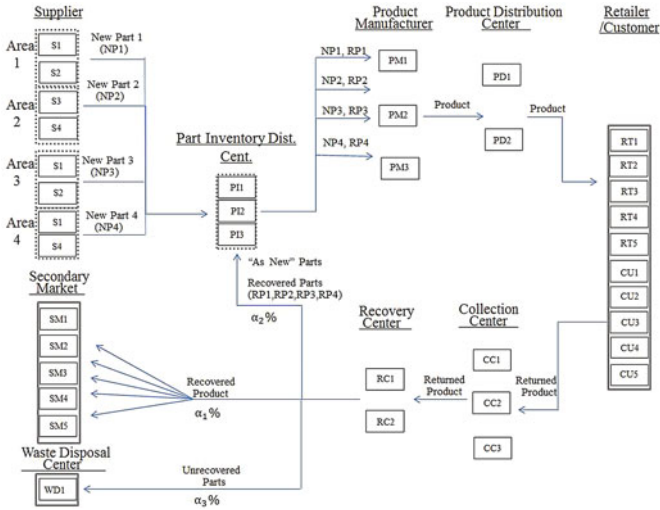 Supplier
Product
Manufacturer
Product Distribution
Center
Retailer
/Customer
Area
1
S1
S2
New Part 1
(NP1)
Area
2
S3
S4
New Part 2
(NP2)
Area
3
S1
S2
New Part 3
(NP3)
Area
4
S1
S4
New Part 4
(NP4)
Part Inventory Dist.
Cent.
PI1
PI2
PI3
NP1, RP1
NP2, RP2
NP3, RP3
NP4, RP4
PM1
PM2
PM3
Product
PD1
PD2
Product
RT1
RT2
RT3
RT4
RT5
CU1
CU2
CU3
CU4
CU5
"As New" Parts
Recovered Parts
(RP1,RP2,RP3,RP4)
α₂%
Secondary
Market
SM1
SM2
SM3
SM4
SM5
Recovered
Product
α₁%
Recovery
Center
RC1
RC2
Returned
Product
Collection
Center
CC1
CC2
CC3
Returned
Product
Waste Disposal
Center
WD1
Unrecovered
Parts
α₃%